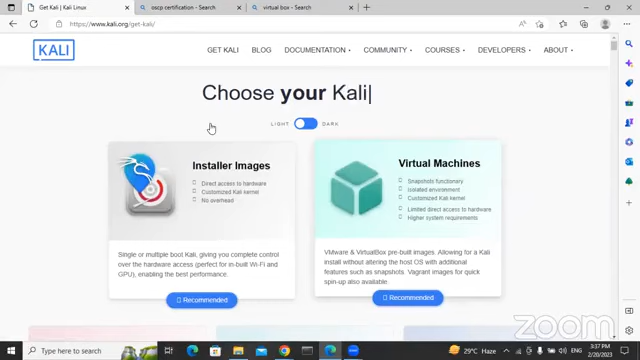 Get Kali | Kali Linux
oscp certification - Search
virtual box - Search
https://www.kali.org/get-kali/
KALI
GET KALI
BLOG
DOCUMENTATION
COMMUNITY
COURSES
DEVELOPERS
ABOUT
Choose your Kali
LIGHT
DARK
Installer Images
Direct access to hardware
Customized Kali kernel
No overhead
Single or multiple boot Kali, giving you complete control
over the hardware access (perfect for in-built Wi-Fi and
GPU), enabling the best performance.
Recommended
Virtual Machines
Snapshots functionary
Isolated environment
Customized Kali kernel
Limited direct access to hardware
Higher system requirements
VMware & VirtualBox pre-built images. Allowing for a Kali
install without altering the host OS with additional
features such as snapshots. Vagrant images for quick
spin-up also available.
Recommended
zoom
Type here to search
29°C Haze
ENG
3:37 PM
2/20/2023